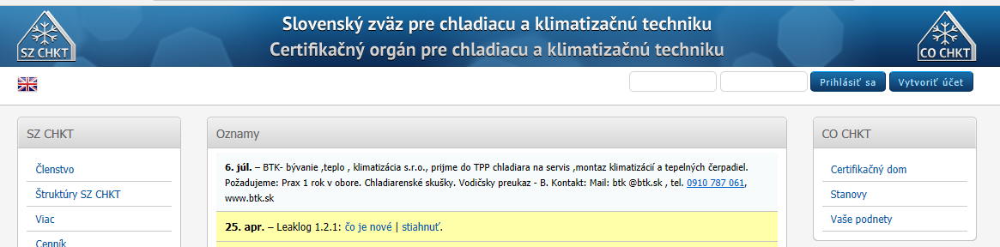 Slovenský zväz pre chladiacu a klimatizačnú techniku
Certifikačný orgán pre chladiacu a klimatizačnú techniku
SZ CHKT
CO CHKT
Prihlásiť sa
Vytvoriť účet
SZ CHKT
Členstvo
Štruktúry SZ CHKT
Viac
Cenník
Oznamy
6. júl. – BTK- bývanie ,teplo , klimatizácia s.r.o., prijme do TPP chladiara na servis ,montaz klimatizácií a tepelných čerpadiel.
Požadujeme: Prax 1 rok v obore. Chladiarenské skušky. Vodičsky preukaz - B. Kontakt: Mail: btk @btk.sk , tel. 0910 787 061,
www.btk.sk
25. apr. – Leaklog 1.2.1: čo je nové | stiahnuť.
CO CHKT
Certifikačný dom
Stanovy
Vaše podnety